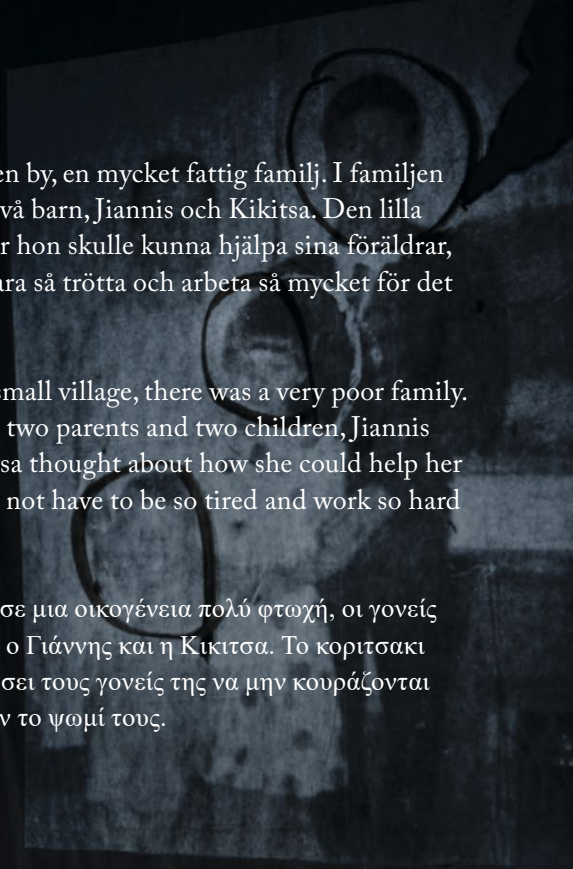 en by, en mycket fattig familj. I familjen
vå barn, Jiannis och Kikitsa. Den lilla
r hon skulle kunna hjälpa sina föräldrar,
ara så trötta och arbeta så mycket för det
small village, there was a very poor family.
two parents and two children, Jiannis
sa thought about how she could help her
not have to be so tired and work so hard
σε μια οικογένεια πολύ φτωχή, οι γονείς
ο Γιάννης και η Κικιτσα. Το κοριτσακι
σει τους γονείς της να μην κουράζονται
ν το ψωμί τους.